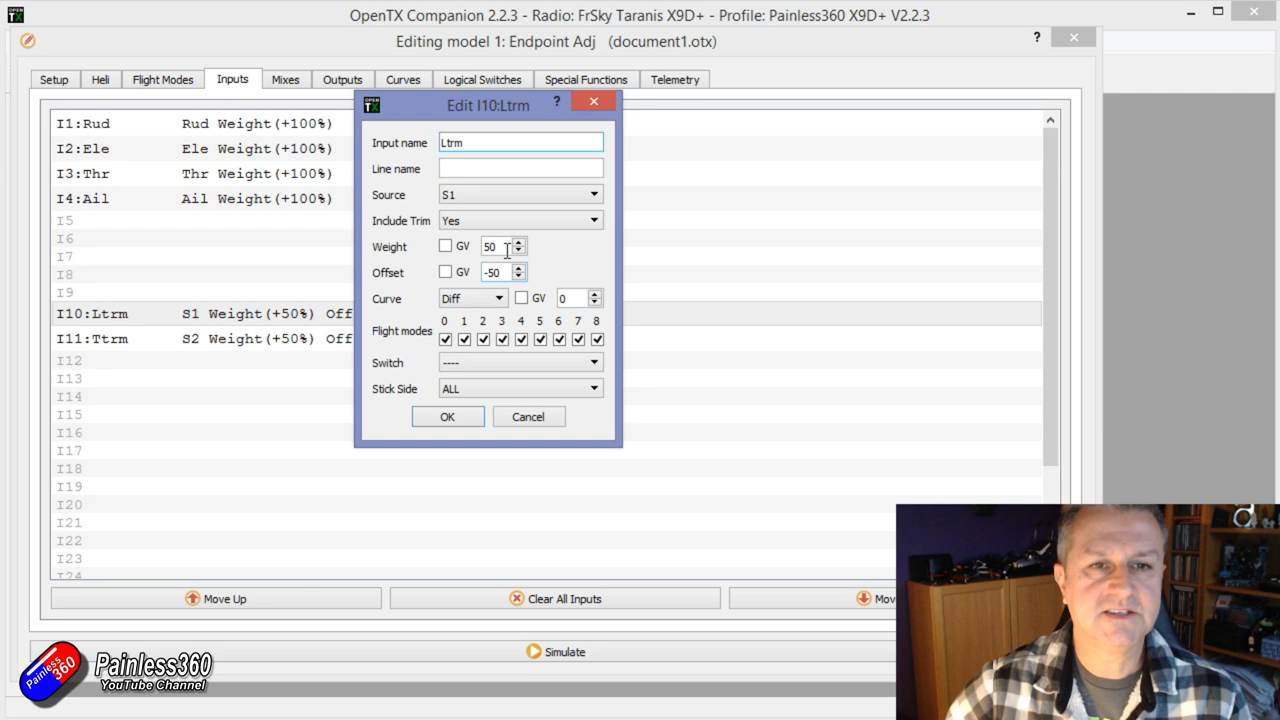 OpenTX Companion 2.2.3 - Radio: FrSky Taranis X9D+ - Profile: Painless360 X9D+ V2.2.3
Editing model 1: Endpoint Adj (document1.otx)
?
Setup Heli Flight Modes Inputs Mixes Outputs Curves Logical Switches Special Functions Telemetry
I1:Rud Rud Weight(+100%)
I2:Ele Ele Weight(+100%)
I3:Thr Thr Weight(+100%)
I4:Ail Ail Weight(+100%)
I5
I6
I7
I8
I9
I10:Ltrm S1 Weight(+50%) Off
I11:Ttrm S2 Weight(+50%) Off
I12
I13
I14
I15
I16
I17
I18
I19
I20
I21
I22
I23
I24
OPEN TX Edit I10:Ltrm ?
Input name Ltrm
Line name
Source S1
Include Trim Yes
Weight GV 50
Offset GV -50
Curve Diff GV 0
0 1 2 3 4 5 6 7 8
Flight modes
Switch ----
Stick Side ALL
OK Cancel
Move Up Clear All Inputs Mov
Simulate
Painless 360
Painless360
YouTube Channel